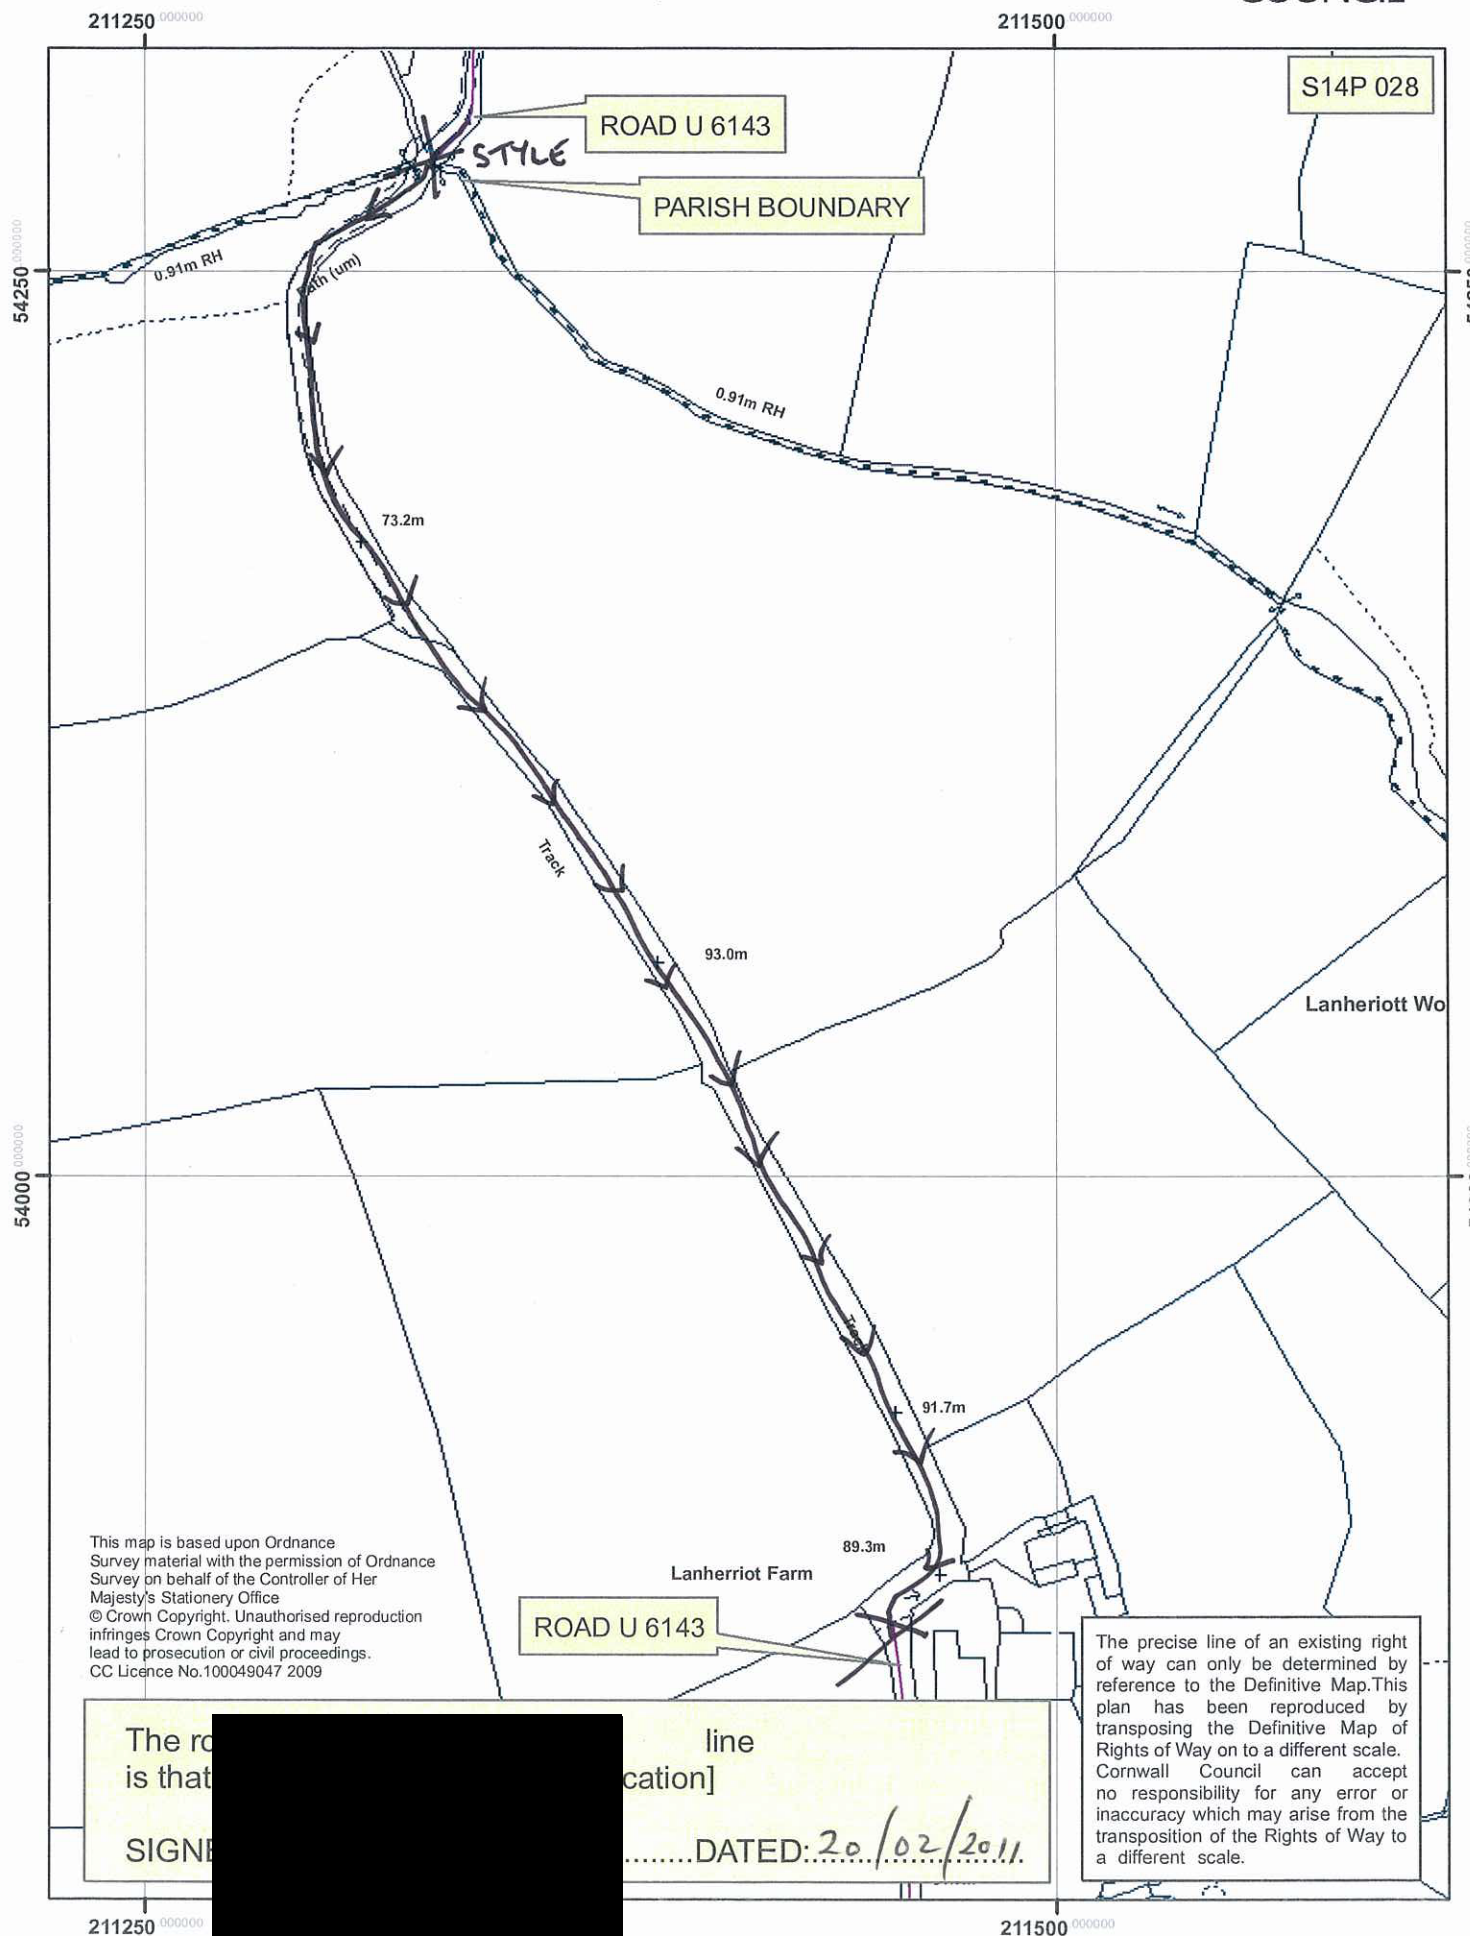 211250 .000000
211500 .000000
S14P 028
ROAD U 6143
STYLE
PARISH BOUNDARY
54250 .000000
0.91m RH
(um)
0.91m RH
73.2m
Track
93.0m
Lanheriott Wo
54000 .000000
91.7m
89.3m
Lanherriot Farm
This map is based upon Ordnance
Survey material with the permission of Ordnance
Survey on behalf of the Controller of Her
Majesty's Stationery Office
© Crown Copyright. Unauthorised reproduction
infringes Crown Copyright and may
lead to prosecution or civil proceedings.
CC Licence No.100049047 2009
ROAD U 6143
The precise line of an existing right
of way can only be determined by
reference to the Definitive Map.This
plan has been reproduced by
transposing the Definitive Map of
Rights of Way on to a different scale.
Cornwall Council can accept
no responsibility for any error or
inaccuracy which may arise from the
transposition of the Rights of Way to
a different scale.
The ro line
is that cation]
SIGNE ..........DATED: 20/02/2011
211250 .000000
211500 .000000